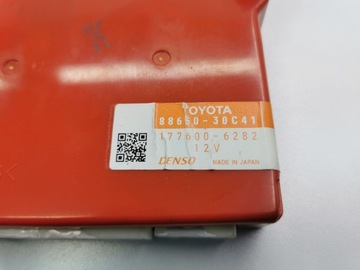 TOYOTA
88650-30C41
177600-6282
12V
DENSO MADE IN JAPAN